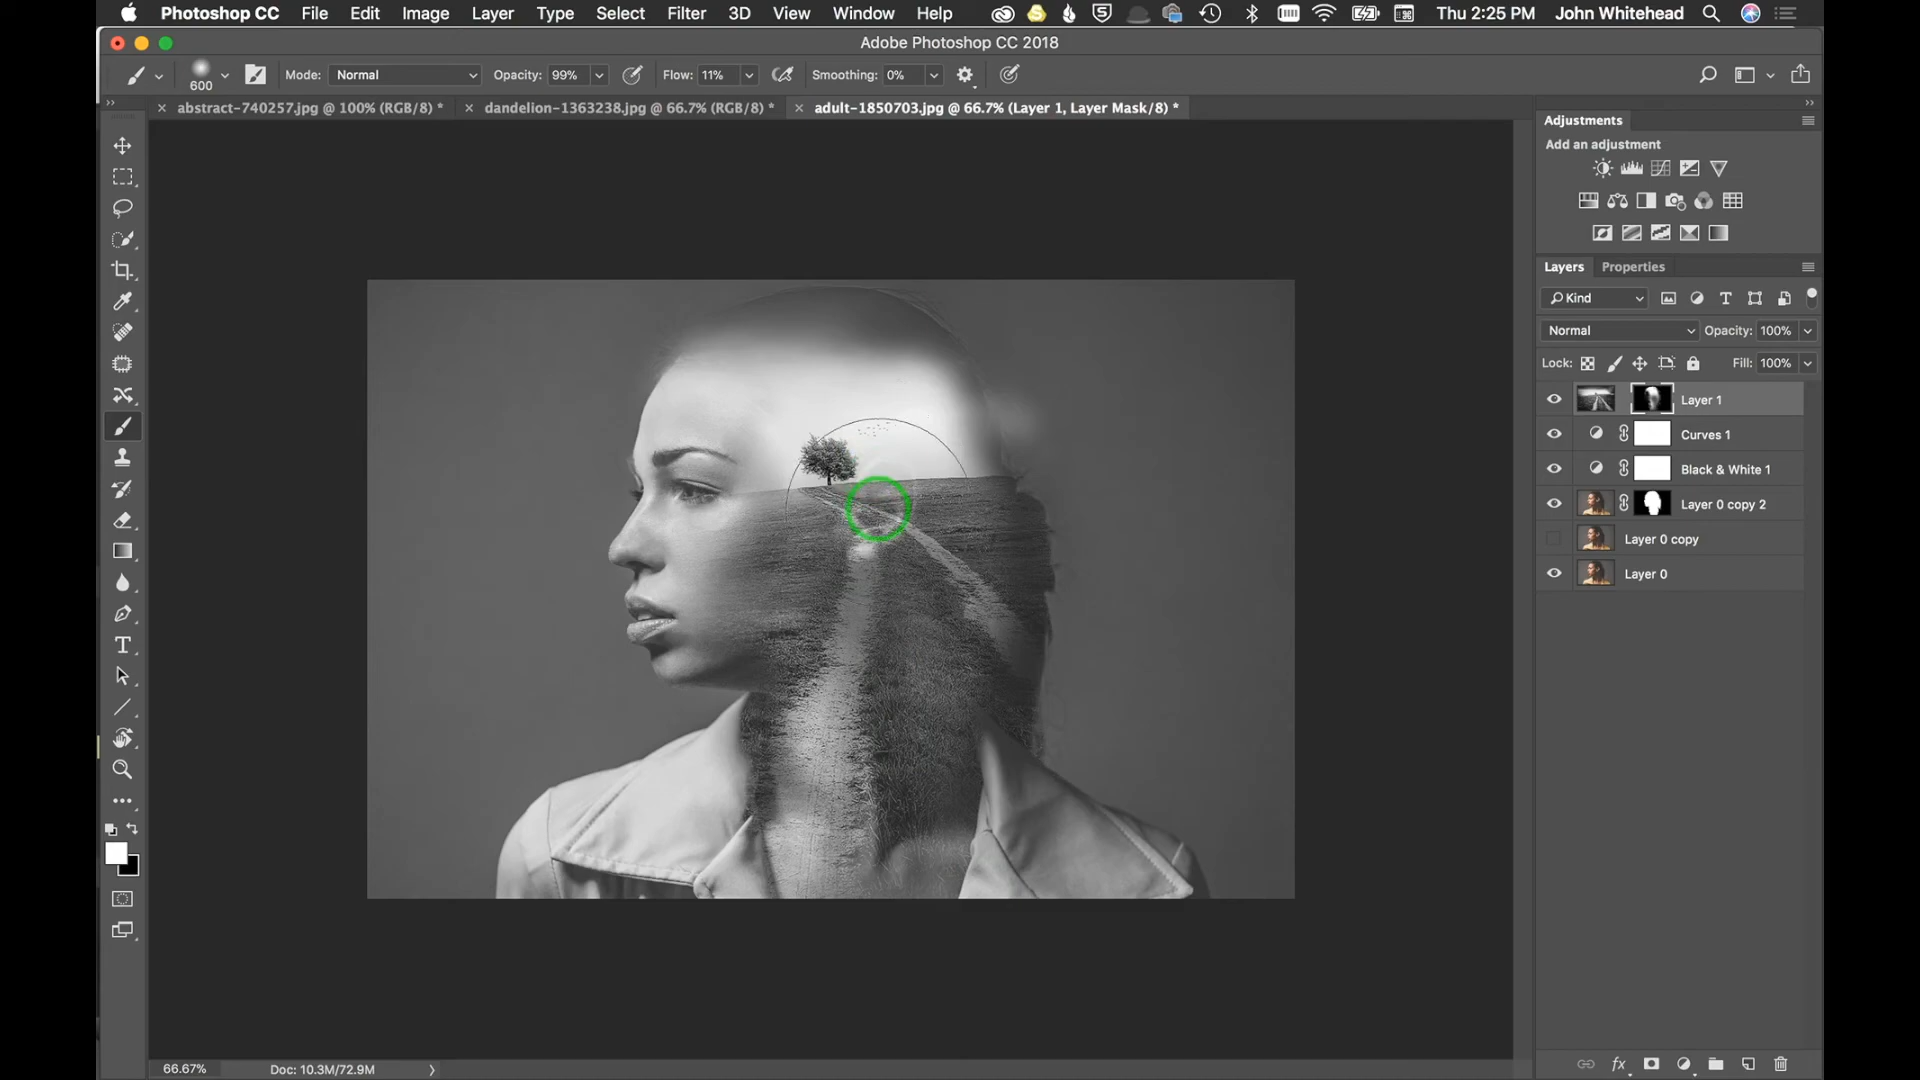 Photoshop CC File Edit Image Layer Type Select Filter 3D View Window Help Thu 2:25 PM John Whitehead
Adobe Photoshop CC 2018
600 Mode: Normal Opacity: 99% Flow: 11% Smoothing: 0%
abstract-740257.jpg @ 100% (RGB/8) * dandelion-1363238.jpg @ 66.7% (RGB/8) * adult-1850703.jpg @ 66.7% (Layer 1, Layer Mask/8) *
Adjustments
Add an adjustment
Layers Properties
Kind
Normal Opacity: 100%
Lock: Fill: 100%
Layer 1
Curves 1
Black & White 1
Layer 0 copy 2
Layer 0 copy
Layer 0
66.67% Doc: 10.3M/72.9M
fx